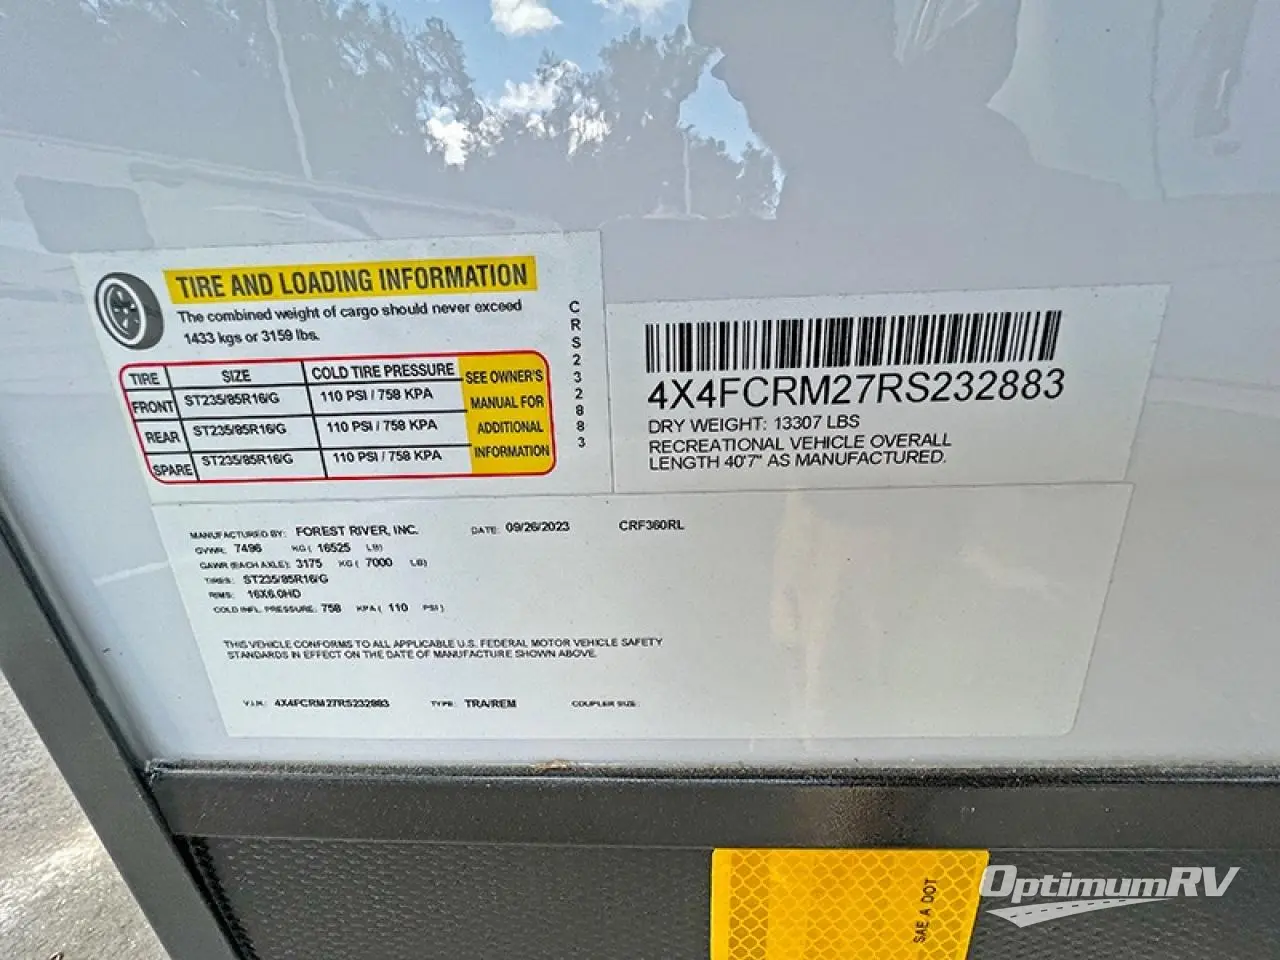 TIRE AND LOADING INFORMATION
The combined weight of cargo should never exceed
1433 kgs or 3159 lbs.
TIRE SIZE COLD TIRE PRESSURE SEE OWNER'S
FRONT ST235/85R16/G 110 PSI / 758 KPA MANUAL FOR
REAR ST235/85R16/G 110 PSI / 758 KPA ADDITIONAL
SPARE ST235/85R16/G 110 PSI / 758 KPA INFORMATION
CRS232883
4X4FCRM27RS232883
DRY WEIGHT: 13307 LBS
RECREATIONAL VEHICLE OVERALL
LENGTH 40'7" AS MANUFACTURED.
MANUFACTURED BY: FOREST RIVER, INC. DATE: 09/26/2023 CRF360RL
GVWR: 7496 KG ( 16525 LB)
GAWR (EACH AXLE): 3175 KG ( 7000 LB)
TIRES: ST235/85R16/G
RIMS: 16X6.0HD
COLD INFL. PRESSURE: 758 KPA ( 110 PSI )
THIS VEHICLE CONFORMS TO ALL APPLICABLE U.S. FEDERAL MOTOR VEHICLE SAFETY
STANDARDS IN EFFECT ON THE DATE OF MANUFACTURE SHOWN ABOVE.
V.I.N.: 4X4FCRM27RS232883 TYPE: TRA/REM COUPLER SIZE:
SAE A DOT
OptimumRV